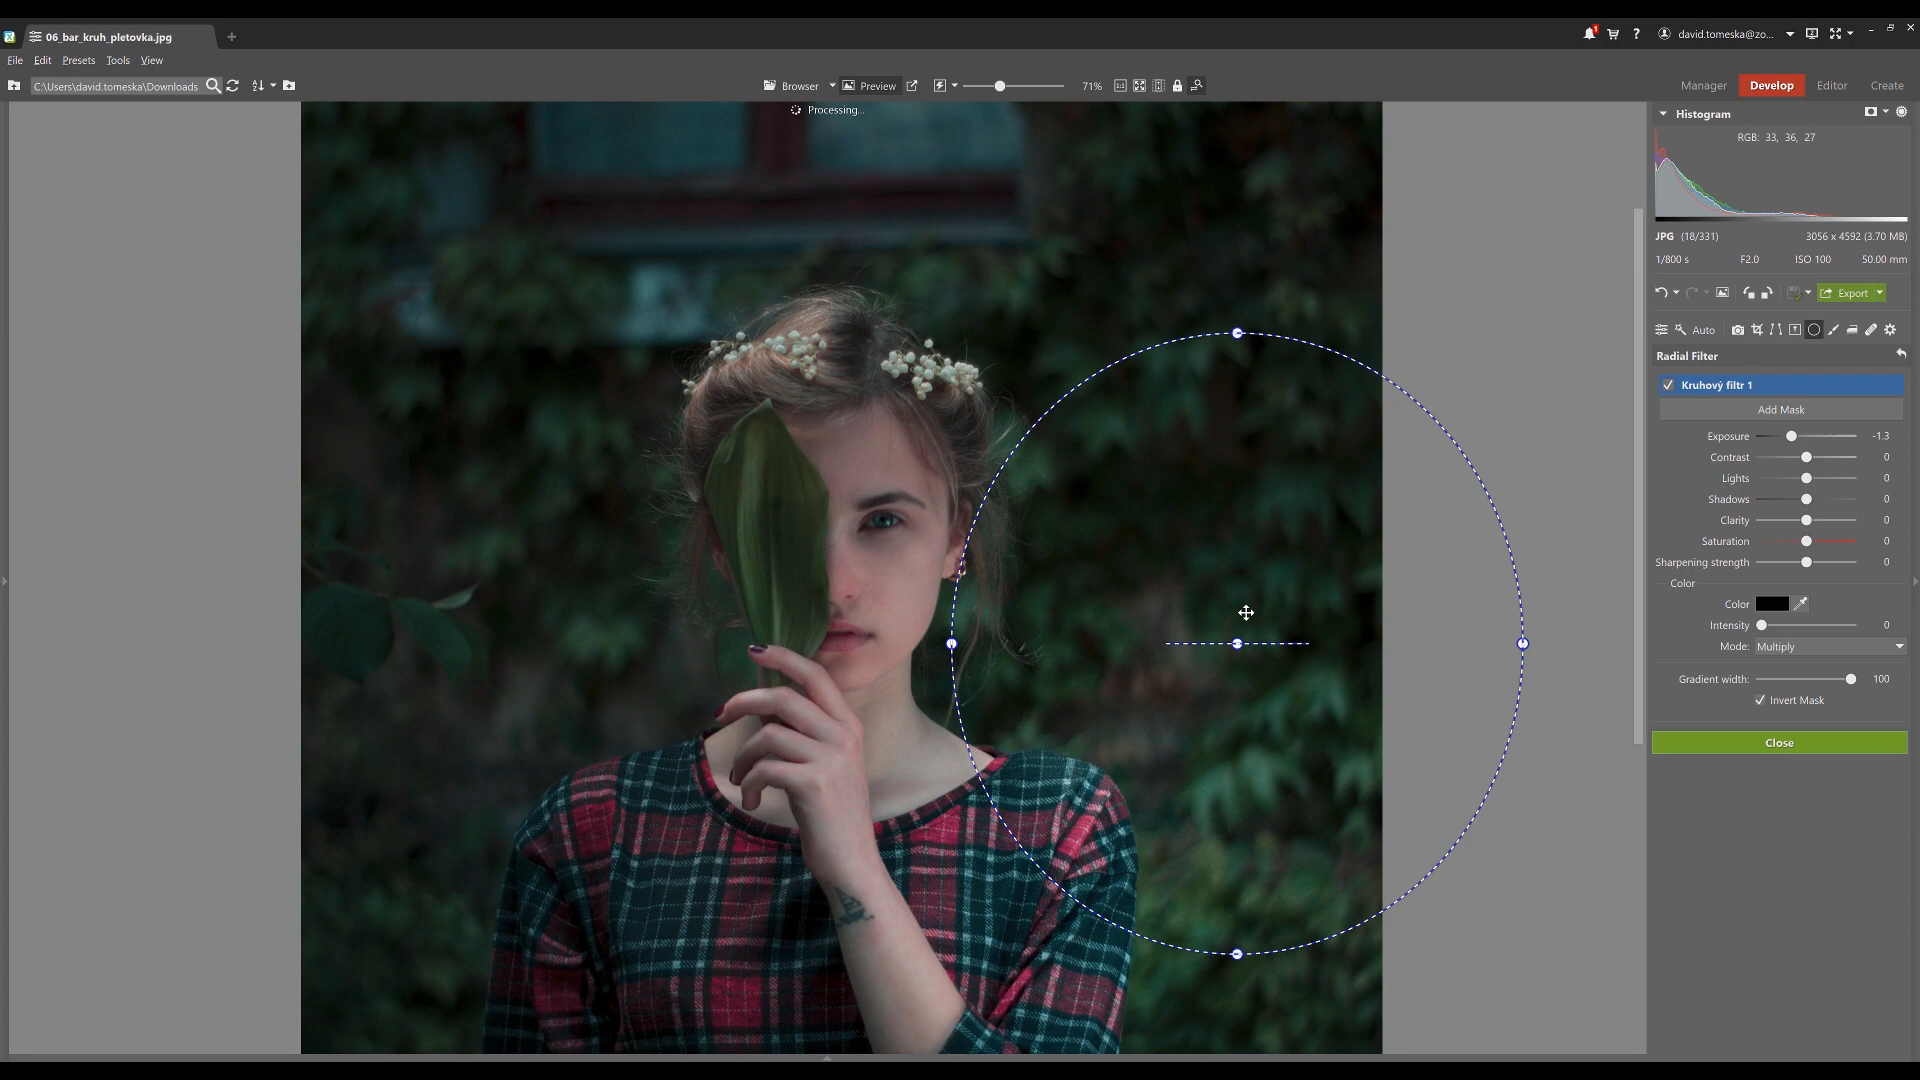 06_bar_kruh_pletovka.jpg
1
david.tomeska@zo...
File Edit Presets Tools View
C:\Users\david.tomeska\Downloads
Browser Preview 71%
Manager Develop Editor Create
Processing...
Histogram
RGB: 33, 36, 27
JPG (18/331) 3056 x 4592 (3.70 MB)
1/800 s F2.0 ISO 100 50.00 mm
Export
Auto
Radial Filter
Kruhový filtr 1
Add Mask
Exposure -1.3
Contrast 0
Lights 0
Shadows 0
Clarity 0
Saturation 0
Sharpening strength 0
Color
Color
Intensity 0
Mode: Multiply
Gradient width: 100
Invert Mask
Close